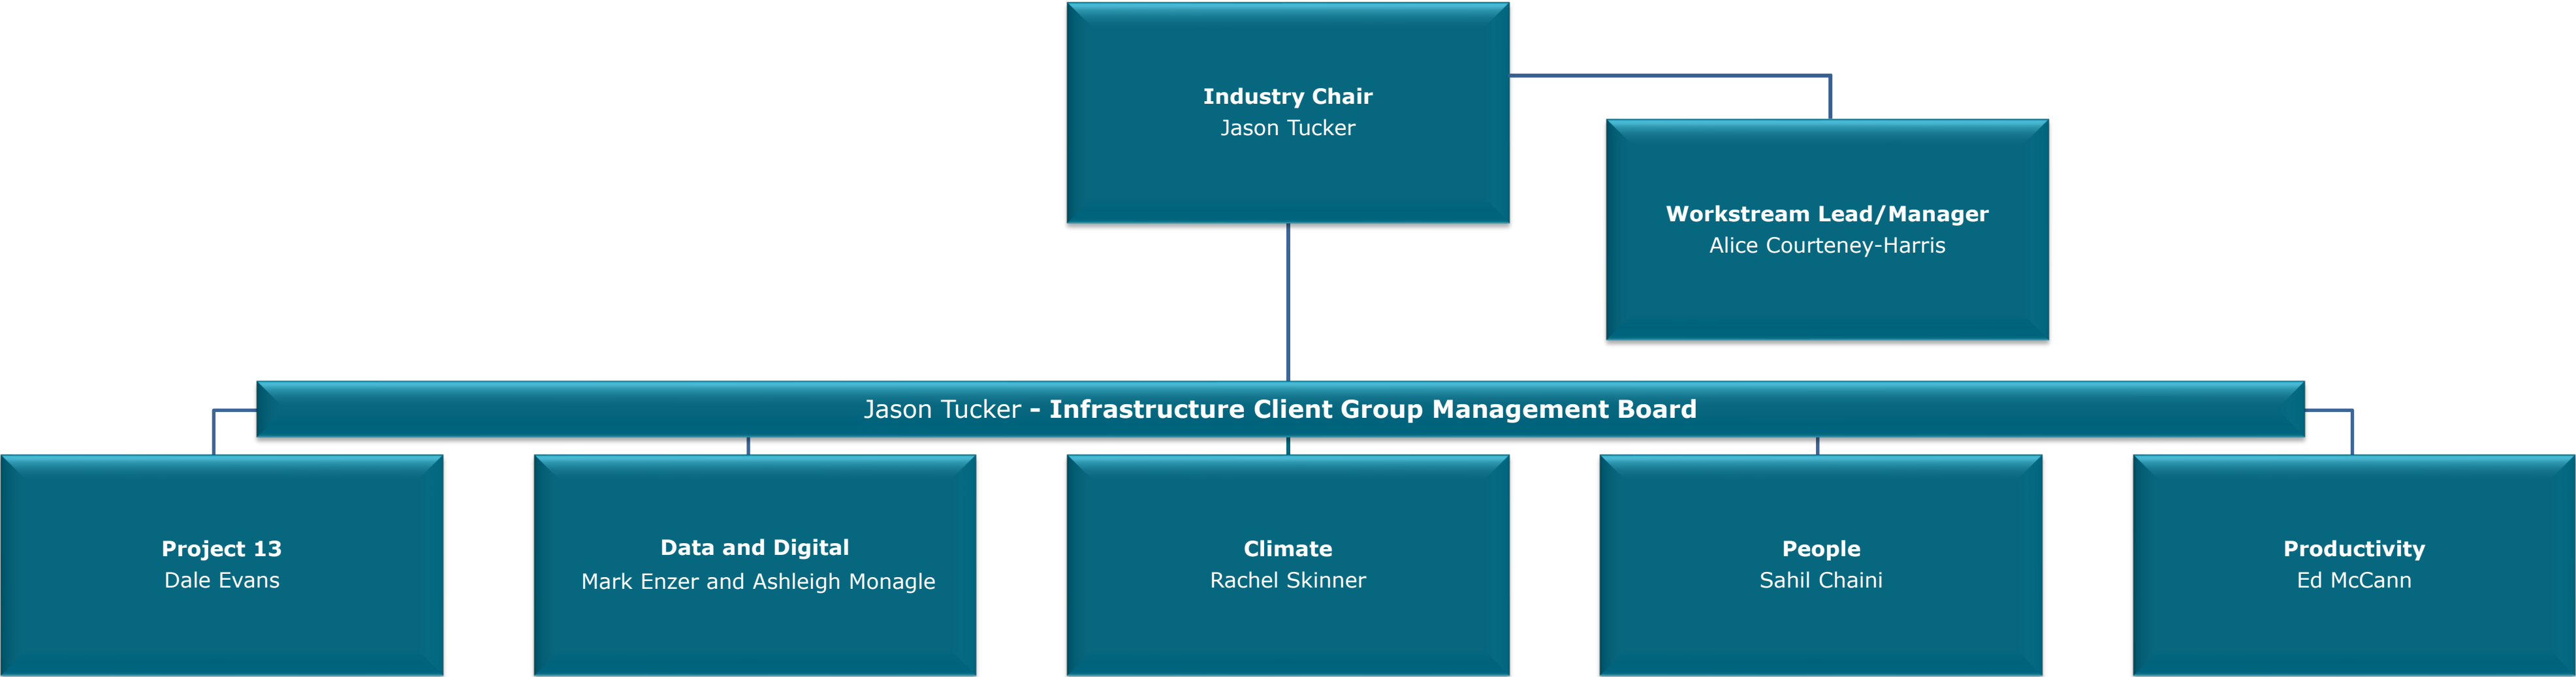 Industry Chair
Jason Tucker
Workstream Lead/Manager
Alice Courteney-Harris
Jason Tucker - Infrastructure Client Group Management Board
Project 13
Dale Evans
Data and Digital
Mark Enzer and Ashleigh Monagle
Climate
Rachel Skinner
People
Sahil Chaini
Productivity
Ed McCann